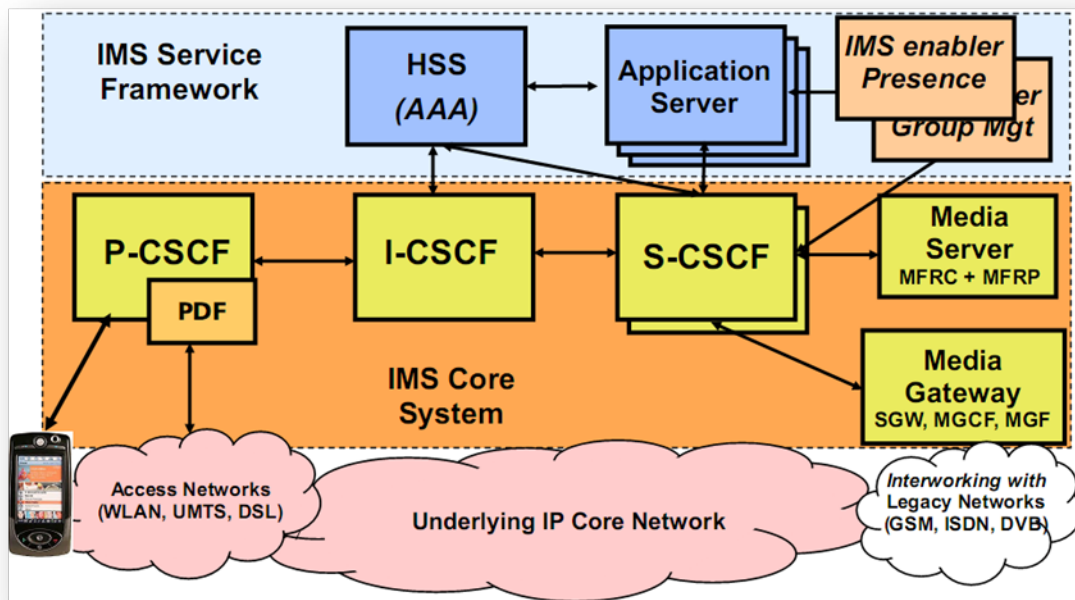 IMS Service
Framework
HSS
(AAA)
Application
Server
IMS enabler
Presence
er
Group Mgt
P-CSCF
PDF
I-CSCF
S-CSCF
Media
Server
MFRC + MFRP
IMS Core
System
Media
Gateway
SGW, MGCF, MGF
Access Networks
(WLAN, UMTS, DSL)
Underlying IP Core Network
Interworking with
Legacy Networks
(GSM, ISDN, DVB)